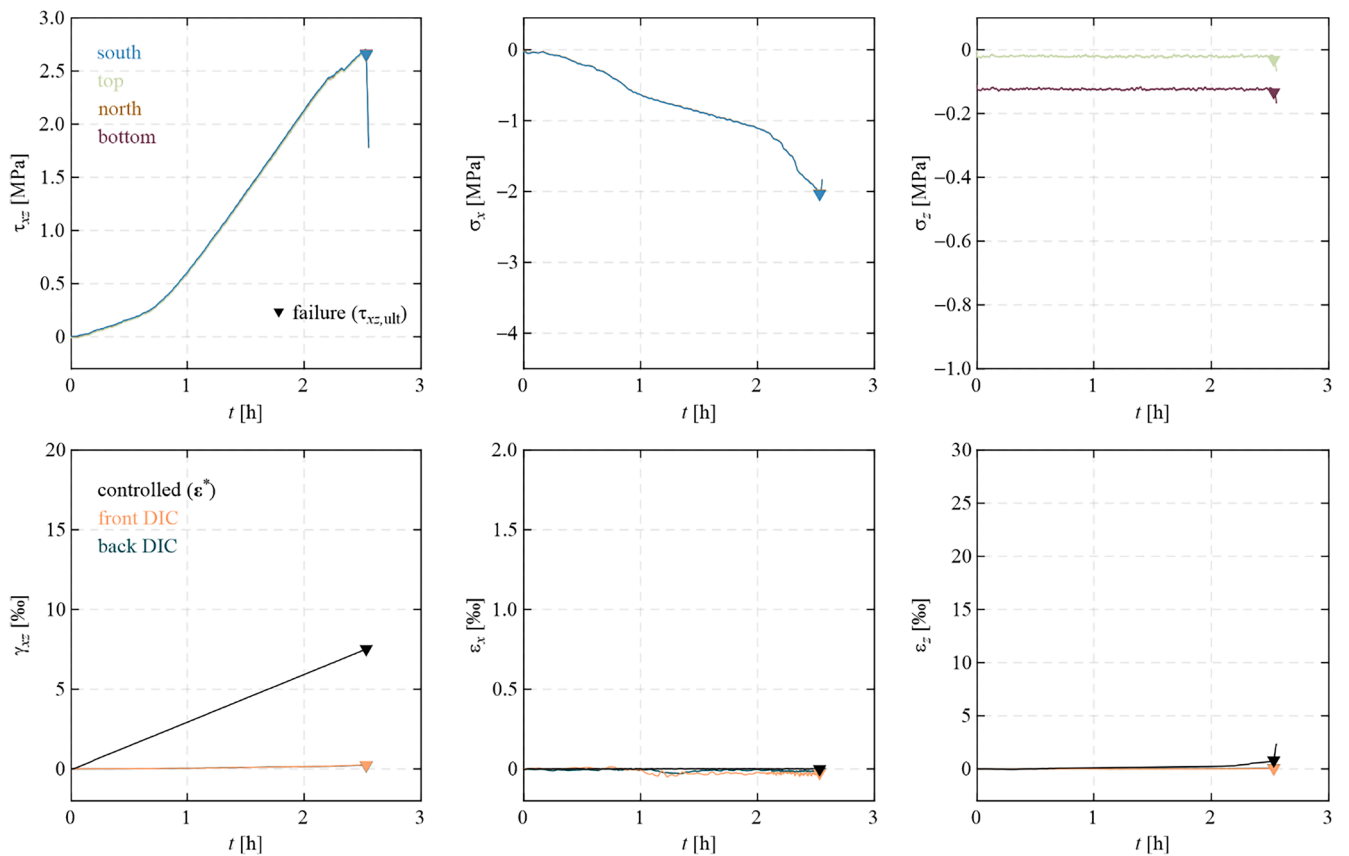 3.0
2.5
2.0
1.5
1.0
0.5
0
τxz [MPa]
south
top
north
bottom
failure (τxz,ult)
0 1 2 3
t [h]
0
−1
−2
−3
−4
σx [MPa]
0 1 2 3
t [h]
0
−0.2
−0.4
−0.6
−0.8
−1.0
σz [MPa]
0 1 2 3
t [h]
20
15
10
5
0
γxz [‰]
controlled (ε*)
front DIC
back DIC
0 1 2 3
t [h]
2.0
1.5
1.0
0.5
0
εx [‰]
0 1 2 3
t [h]
30
25
20
15
10
5
0
εz [‰]
0 1 2 3
t [h]